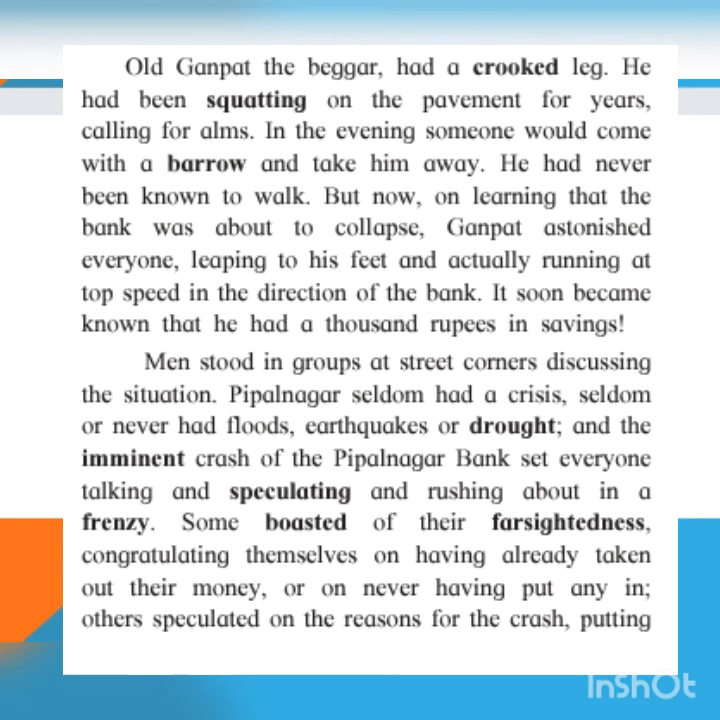 Old Ganpat the beggar, had a crooked leg. He
had been squatting on the pavement for years,
calling for alms. In the evening someone would come
with a barrow and take him away. He had never
been known to walk. But now, on learning that the
bank was about to collapse, Ganpat astonished
everyone, leaping to his feet and actually running at
top speed in the direction of the bank. It soon became
known that he had a thousand rupees in savings!
Men stood in groups at street corners discussing
the situation. Pipalnagar seldom had a crisis, seldom
or never had floods, earthquakes or drought; and the
imminent crash of the Pipalnagar Bank set everyone
talking and speculating and rushing about in a
frenzy. Some boasted of their farsightedness,
congratulating themselves on having already taken
out their money, or on never having put any in;
others speculated on the reasons for the crash, putting
InShOt